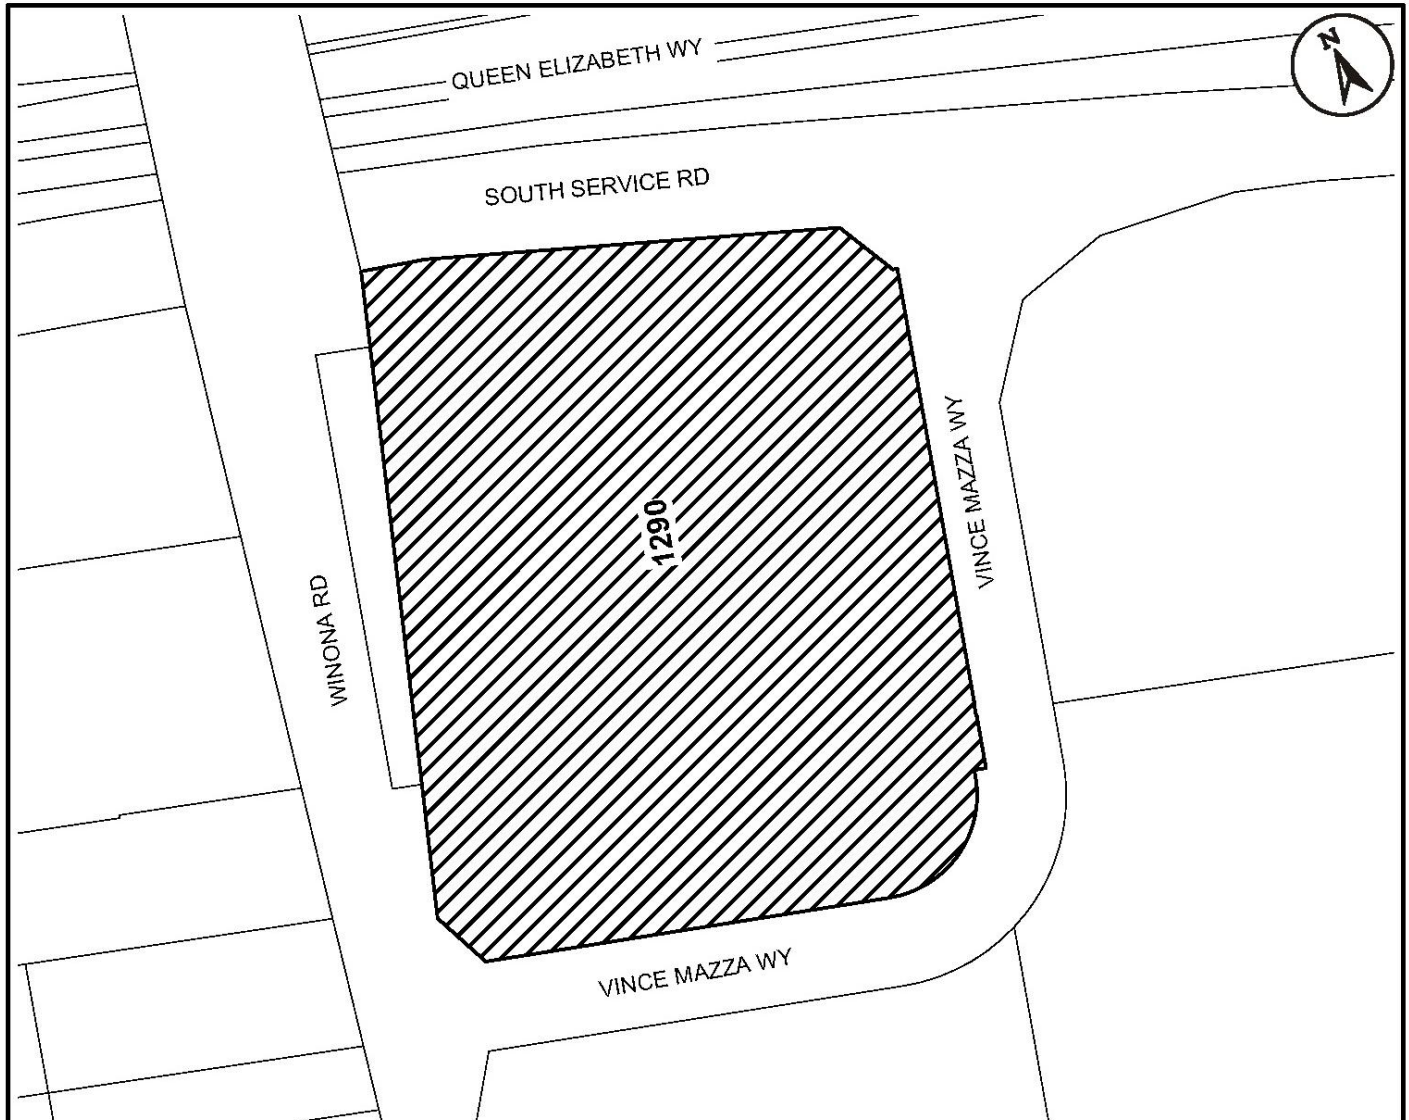 N
QUEEN ELIZABETH WY
SOUTH SERVICE RD
VINCE MAZZA WY
1290
WINONA RD
VINCE MAZZA WY